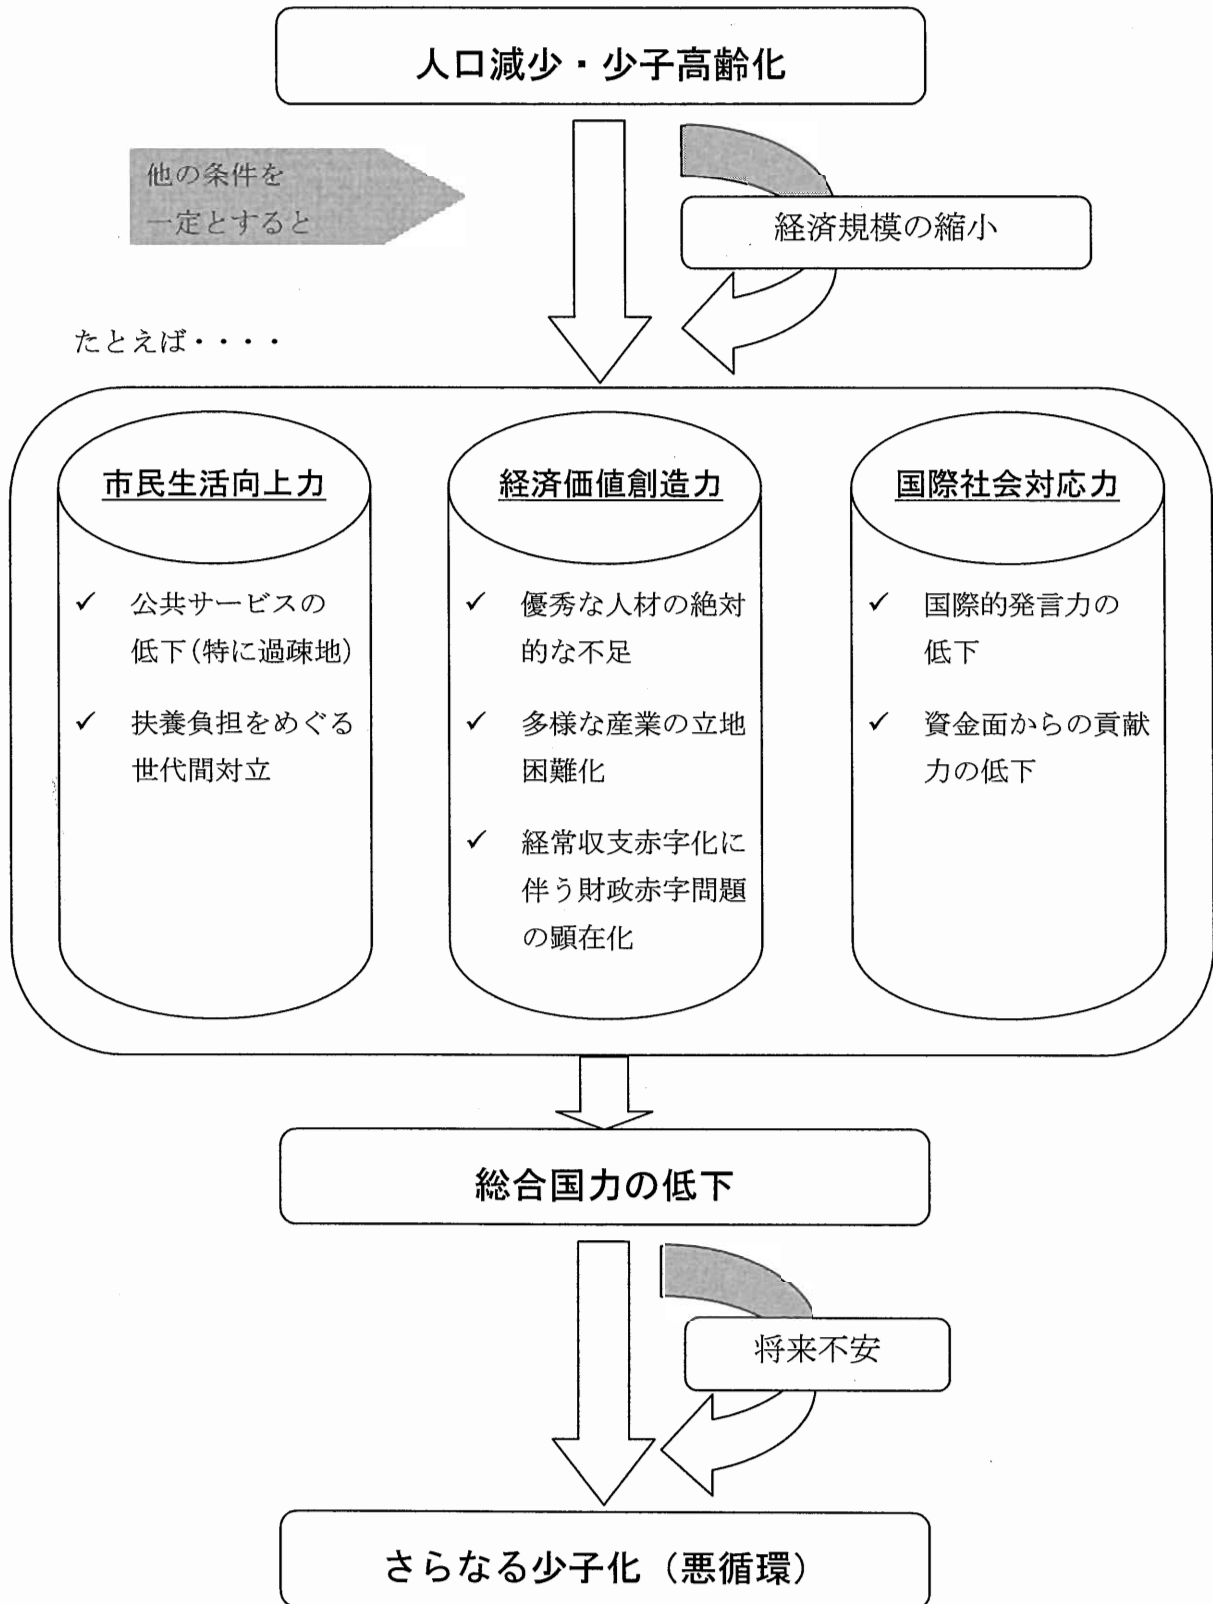 人口減少・少子高齢化
他の条件を
一定とすると
経済規模の縮小
たとえば・・・・
市民生活向上力
✓ 公共サービスの
低下(特に過疎地)
✓ 扶養負担をめぐる
世代間対立
経済価値創造力
✓ 優秀な人材の絶対
的な不足
✓ 多様な産業の立地
困難化
✓ 経常収支赤字化に
伴う財政赤字問題
の顕在化
国際社会対応力
✓ 国際的発言力の
低下
✓ 資金面からの貢献
力の低下
総合国力の低下
将来不安
さらなる少子化（悪循環）